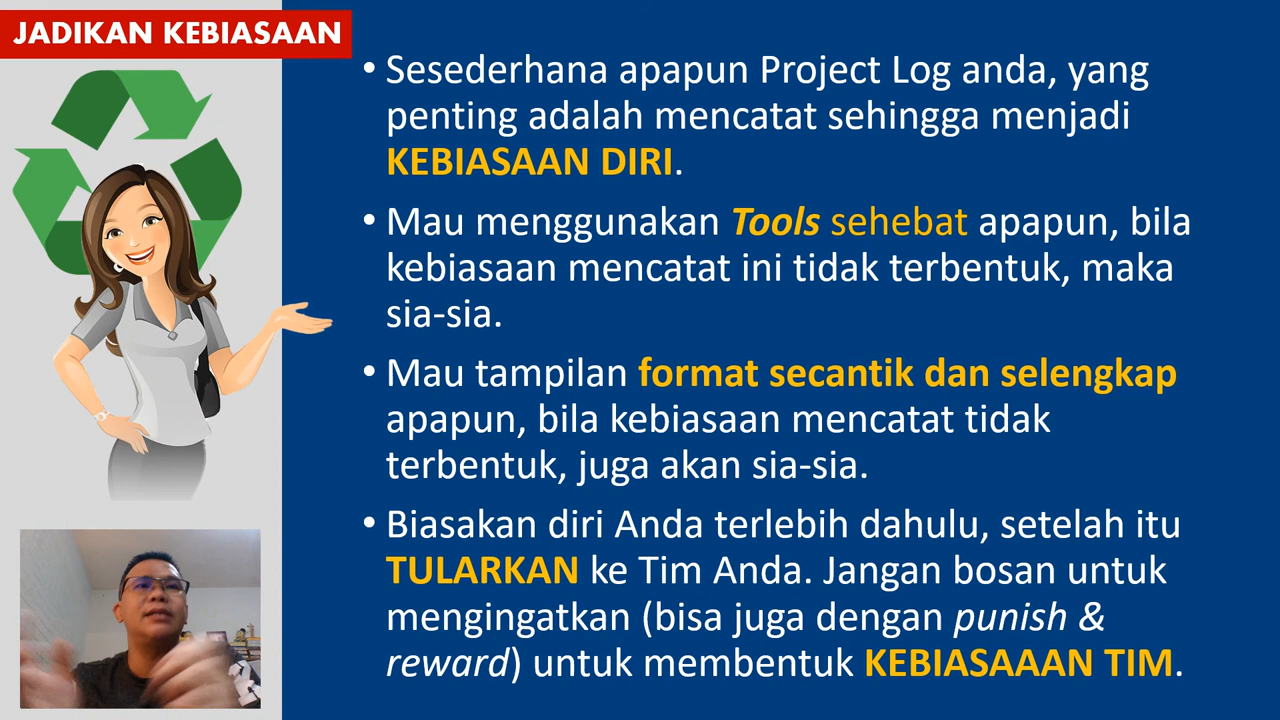 JADIKAN KEBIASAAN
• Sesederhana apapun Project Log anda, yang
penting adalah mencatat sehingga menjadi
KEBIASAAN DIRI.
• Mau menggunakan Tools sehebat apapun, bila
kebiasaan mencatat ini tidak terbentuk, maka
sia-sia.
• Mau tampilan format secantik dan selengkap
apapun, bila kebiasaan mencatat tidak
terbentuk, juga akan sia-sia.
• Biasakan diri Anda terlebih dahulu, setelah itu
TULARKAN ke Tim Anda. Jangan bosan untuk
mengingatkan (bisa juga dengan punish &
reward) untuk membentuk KEBIASAAAN TIM.